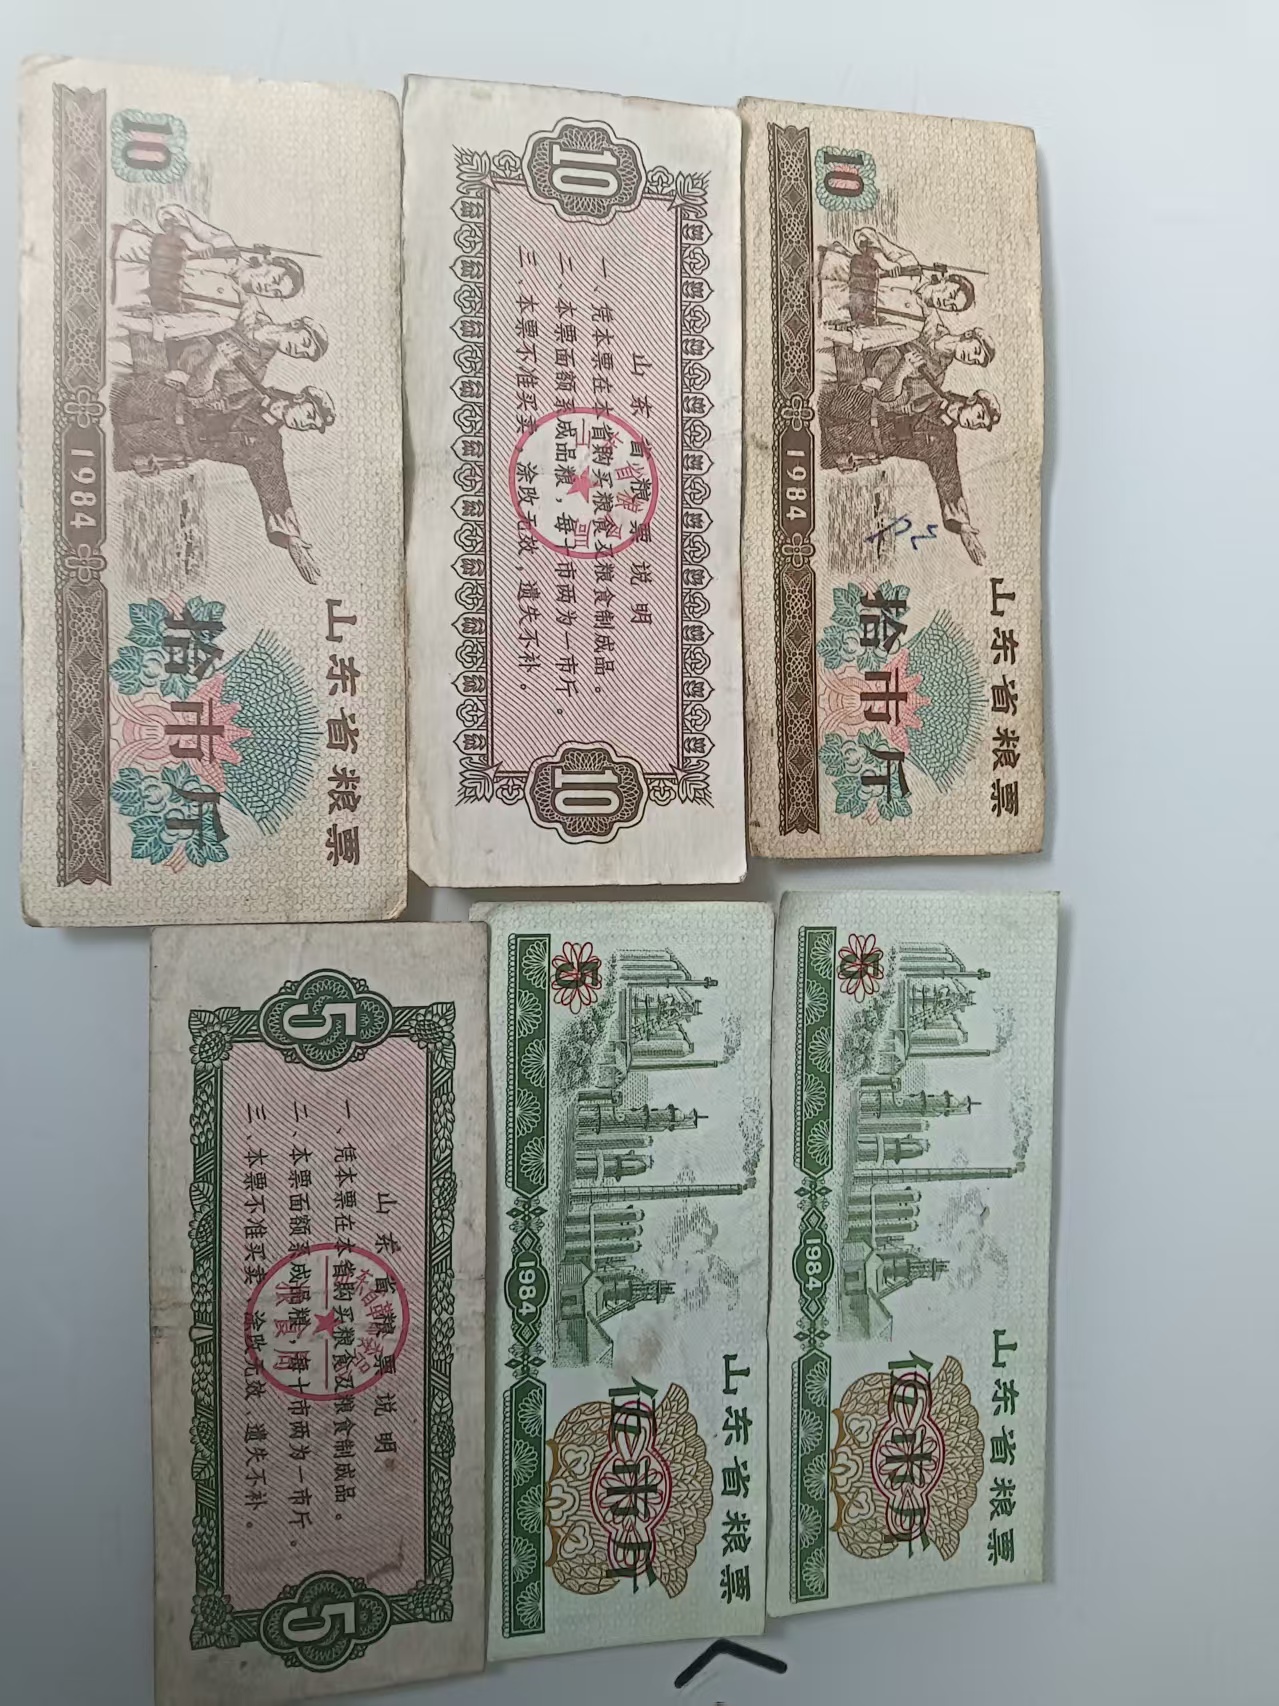 山东省粮票
10
拾市斤
1984
10
山东省粮票说明
一、凭本票在本省购买粮食及粮食制成品。
二、本票面额系成品粮，每十市两为一市斤。
三、本票不准买卖，涂改无效，遗失不补。
10
山东省粮票
10
拾市斤
1984
5
山东省粮票说明
一、凭本票在本省购买粮食及粮食制成品。
二、本票面额系成品粮，每十市两为一市斤。
三、本票不准买卖，涂改无效，遗失不补。
5
山东省粮票
5
伍市斤
1984
山东省粮票
5
伍市斤
1984